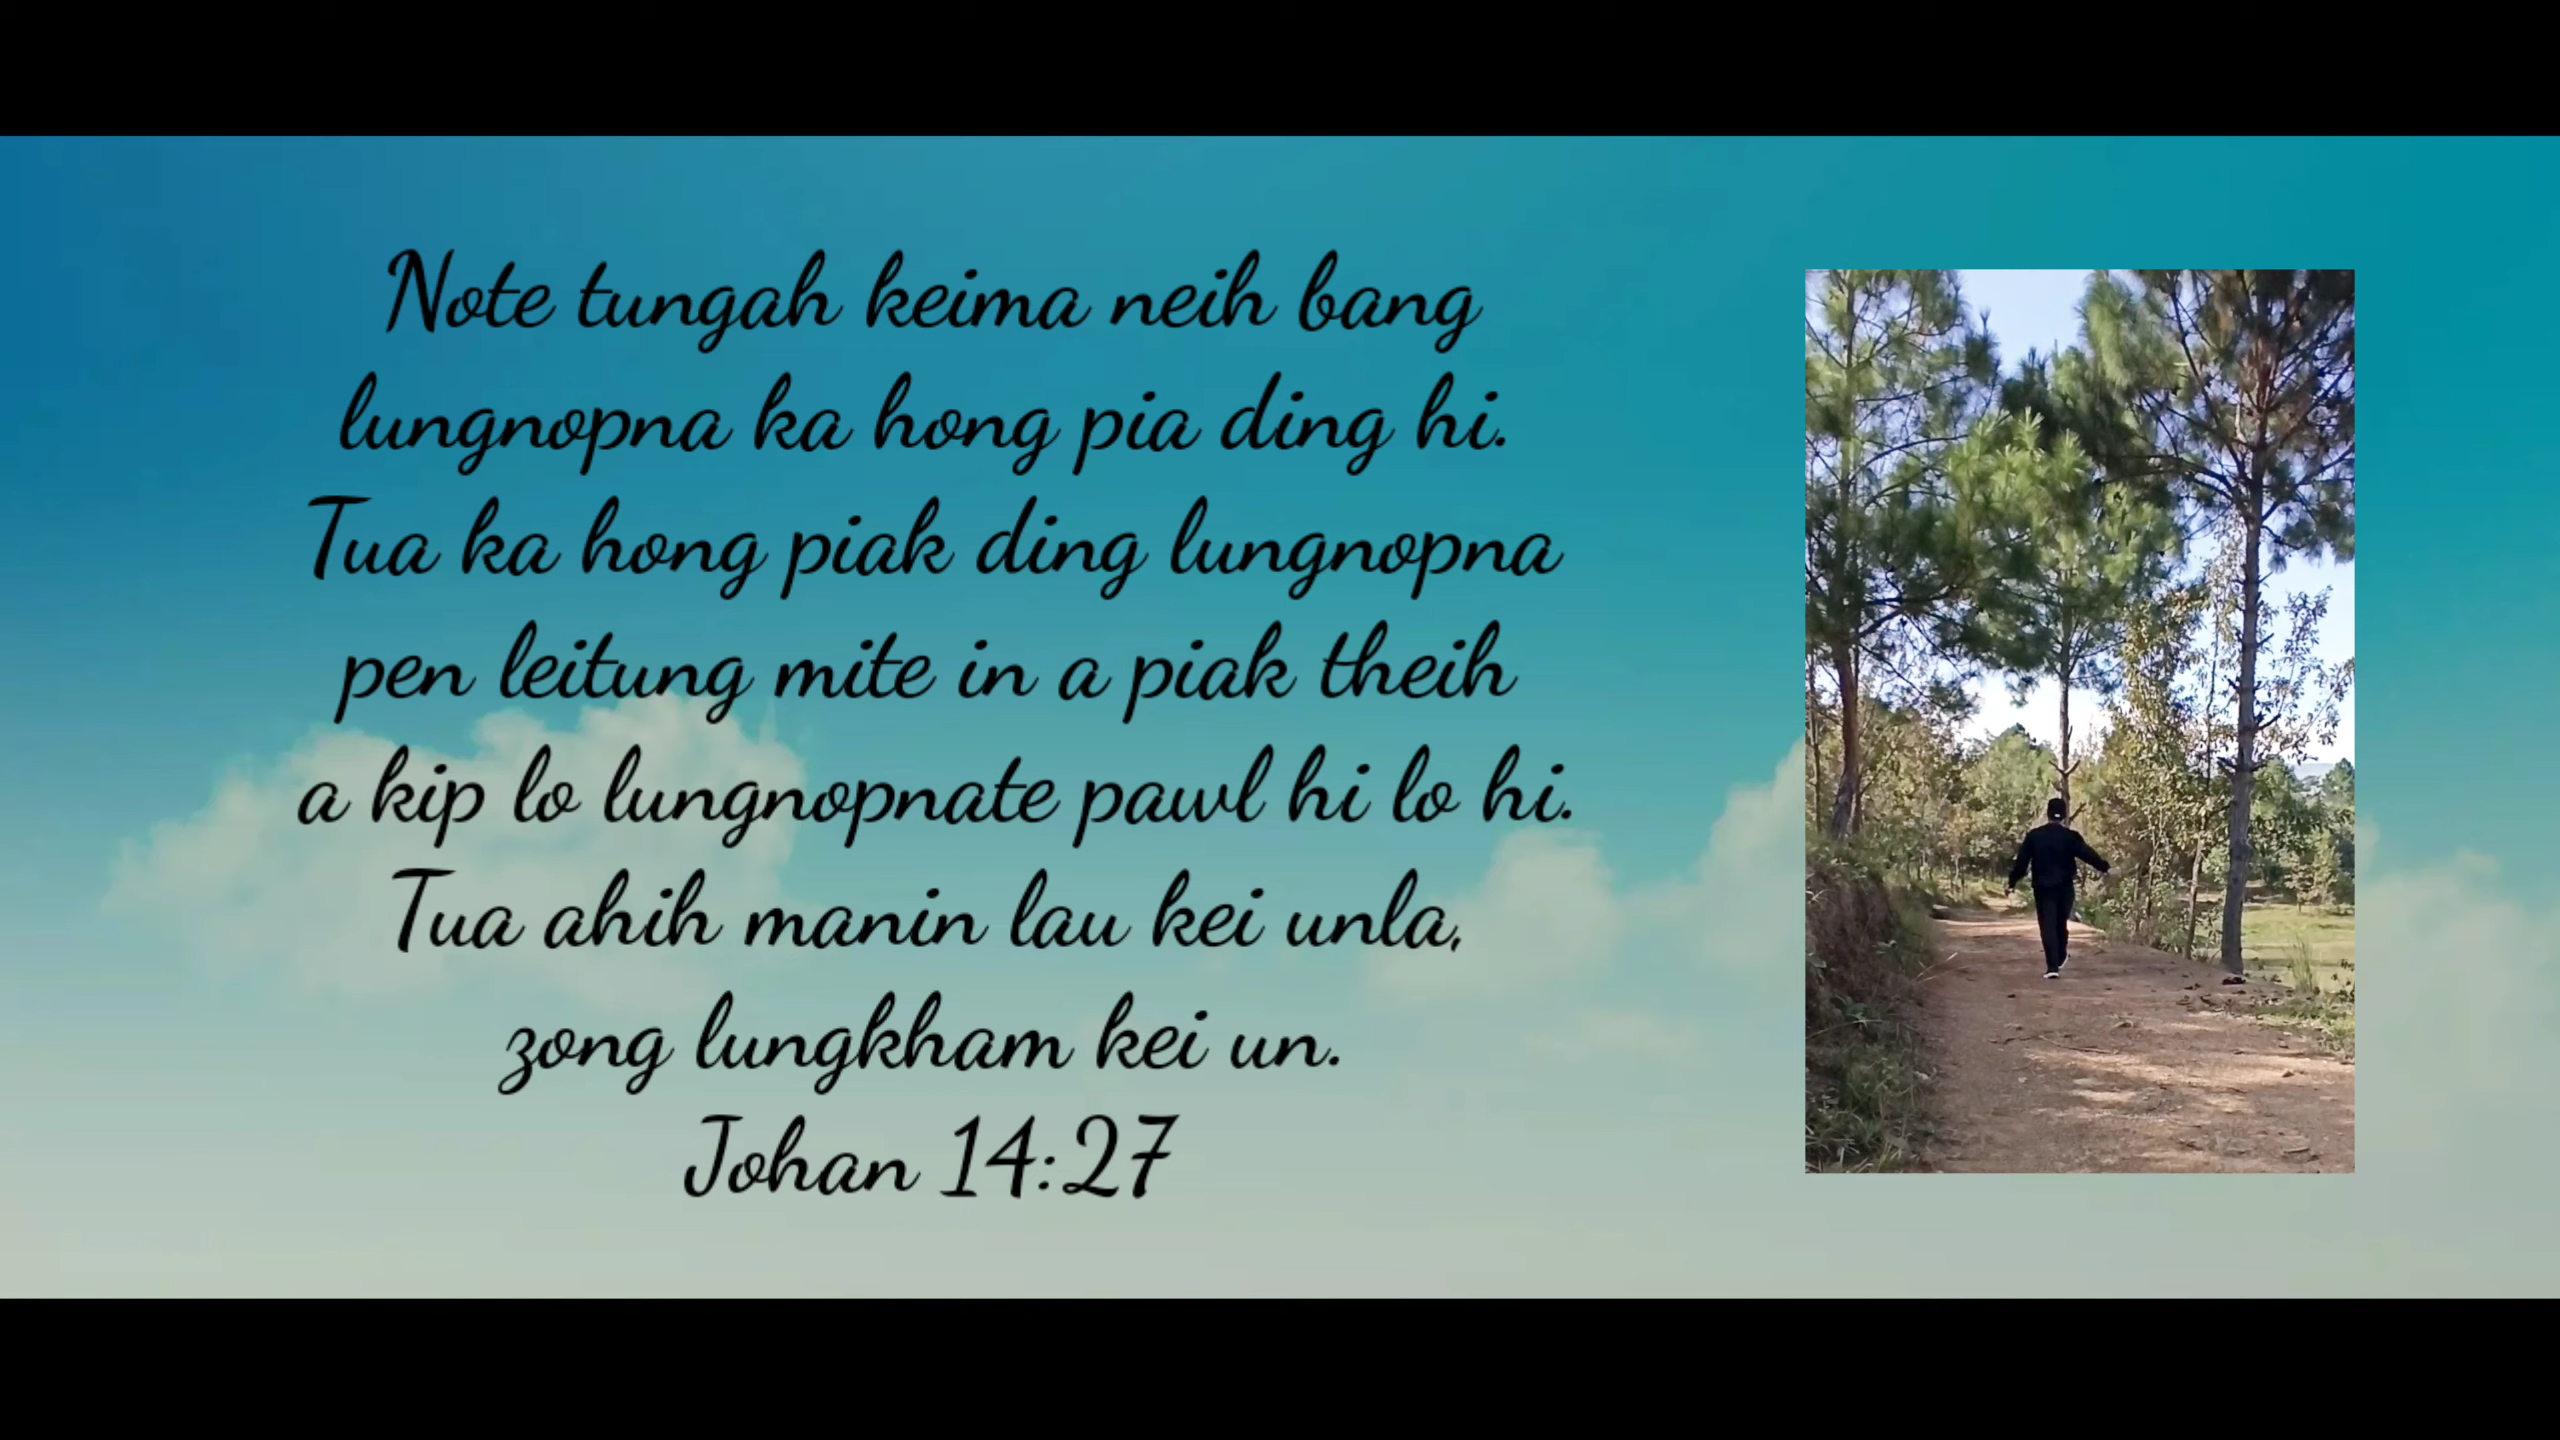 Note tungah keima neih bang
lungnopna ka hong pia ding hi.
Tua ka hong piak ding lungnopna
pen leitung mite in a piak theih
a kip lo lungnopnate pawl hi lo hi.
Tua ahih manin lau kei unla,
zong lungkham kei un.
Johan 14:27